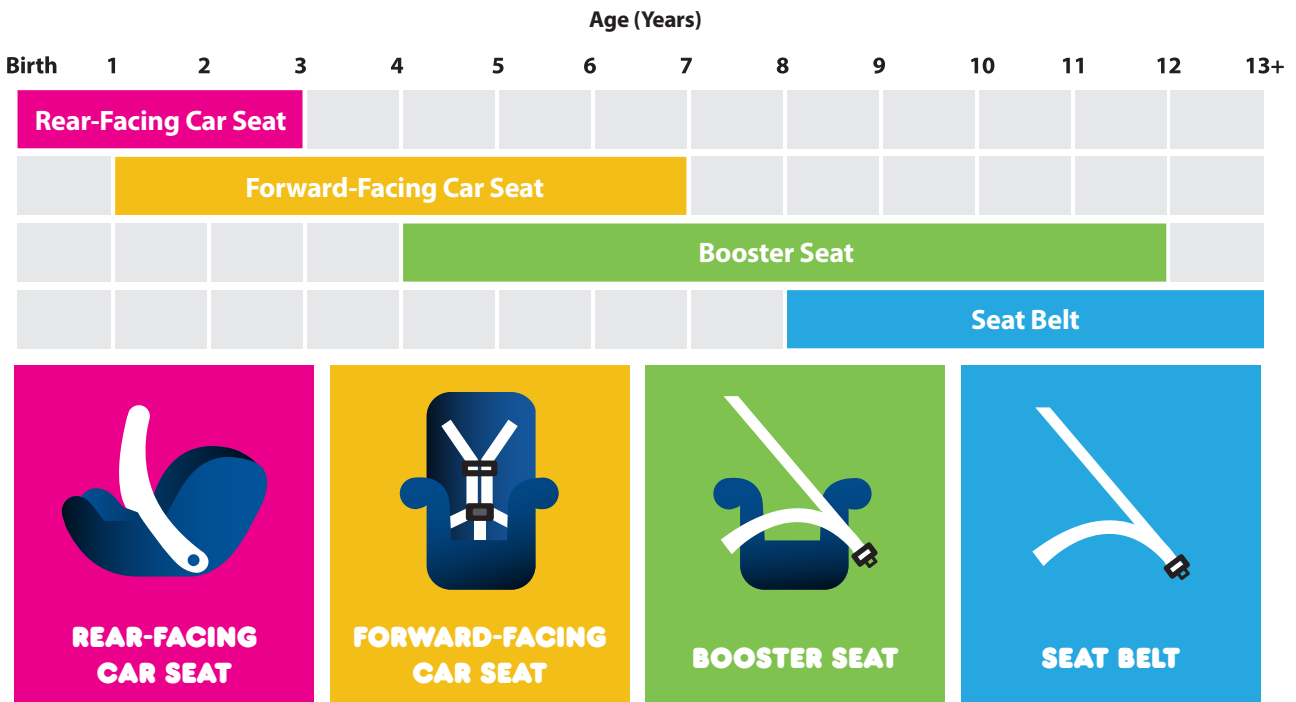 Age (Years)
Birth 1 2 3 4 5 6 7 8 9 10 11 12 13+
Rear-Facing Car Seat
Forward-Facing Car Seat
Booster Seat
Seat Belt
REAR-FACING
CAR SEAT
FORWARD-FACING
CAR SEAT
BOOSTER SEAT
SEAT BELT